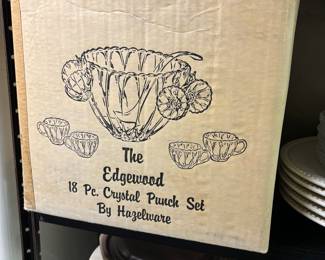 The
Edgewood
18 Pc. Crystal Punch Set
By Hazelware